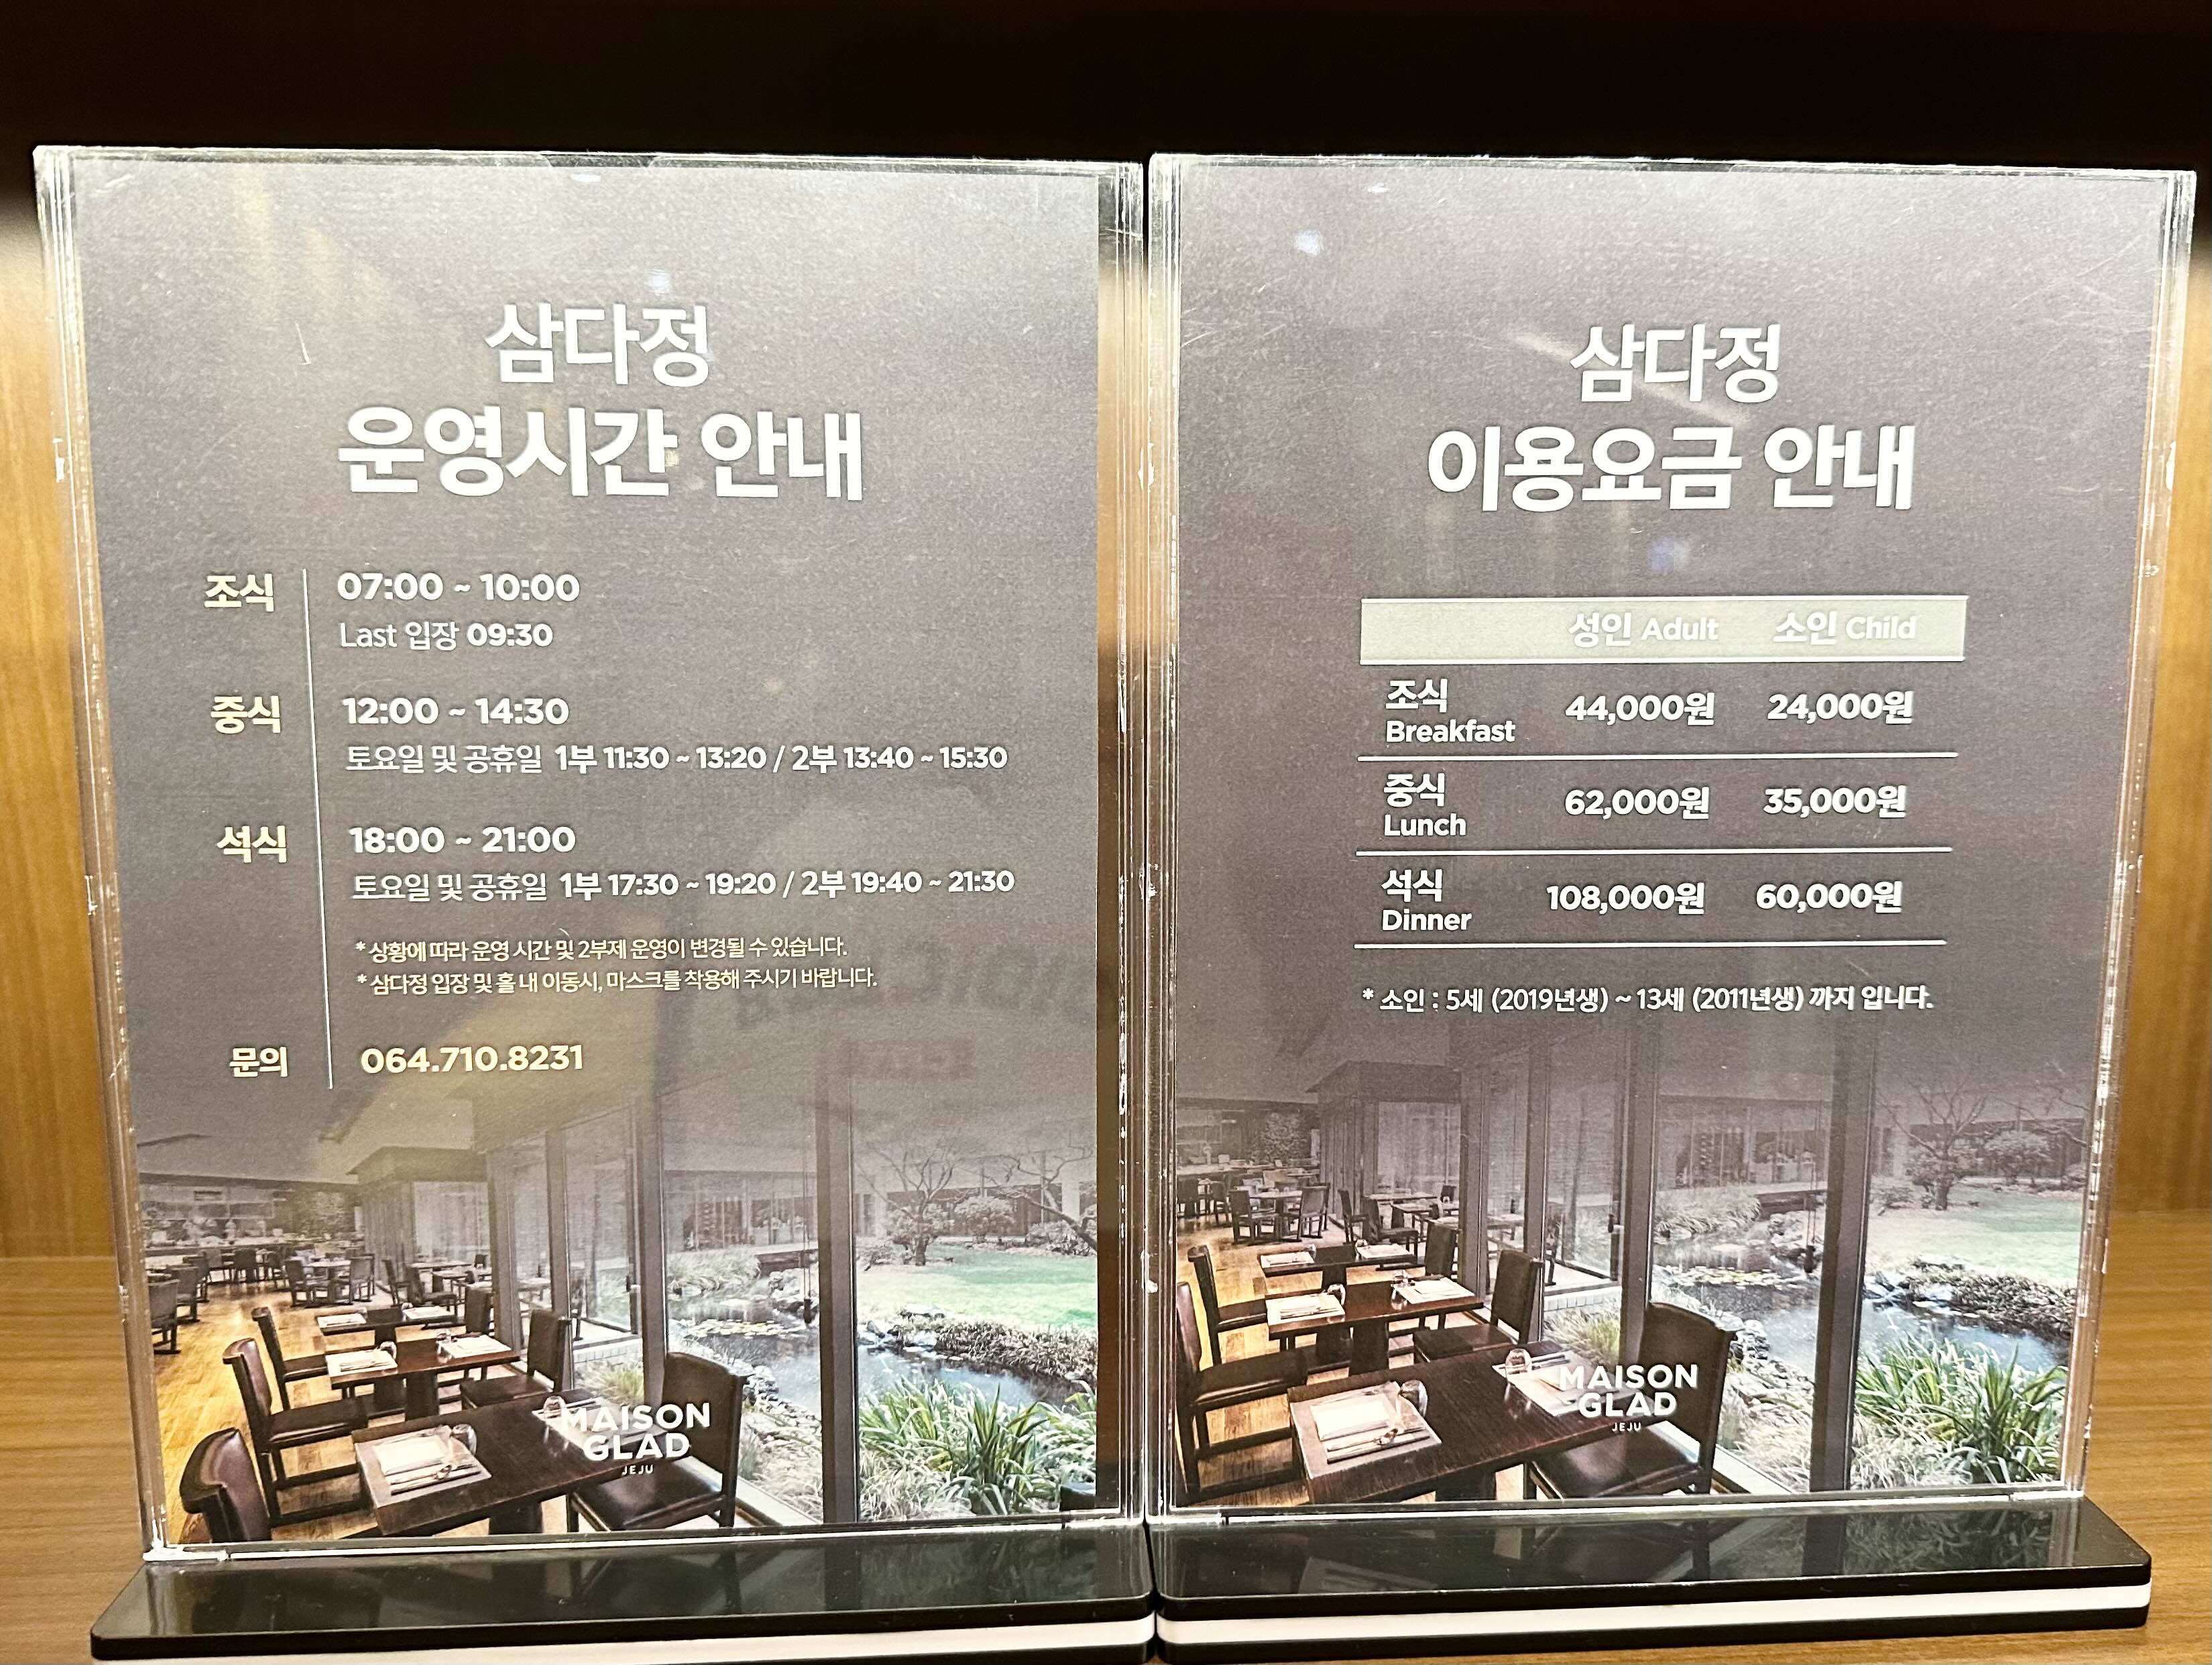 삼다정
운영시간 안내
조식
07:00 ~ 10:00
Last 입장 09:30
중식
12:00 ~ 14:30
토요일 및 공휴일 1부 11:30 ~ 13:20 / 2부 13:40 ~ 15:30
석식
18:00 ~ 21:00
토요일 및 공휴일 1부 17:30 ~ 19:20 / 2부 19:40 ~ 21:30
* 상황에 따라 운영 시간 및 2부제 운영이 변경될 수 있습니다.
* 삼다정 입장 및 홀 내 이동시, 마스크를 착용해 주시기 바랍니다.
문의
064.710.8231
MAISON
GLAD
JEJU
삼다정
이용요금 안내
성인 Adult 소인 Child
조식
Breakfast
44,000원 24,000원
중식
Lunch
62,000원 35,000원
석식
Dinner
108,000원 60,000원
* 소인 : 5세 (2019년생) ~ 13세 (2011년생) 까지 입니다.
MAISON
GLAD
JEJU